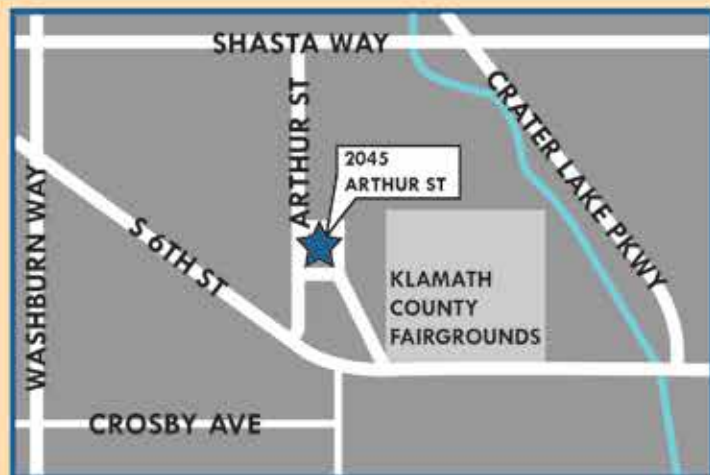 SHASTA WAY
CRATER LAKE PKWY
ARTHUR ST
2045
ARTHUR ST
WASHBURN WAY
S 6TH ST
KLAMATH
COUNTY
FAIRGROUNDS
CROSBY AVE